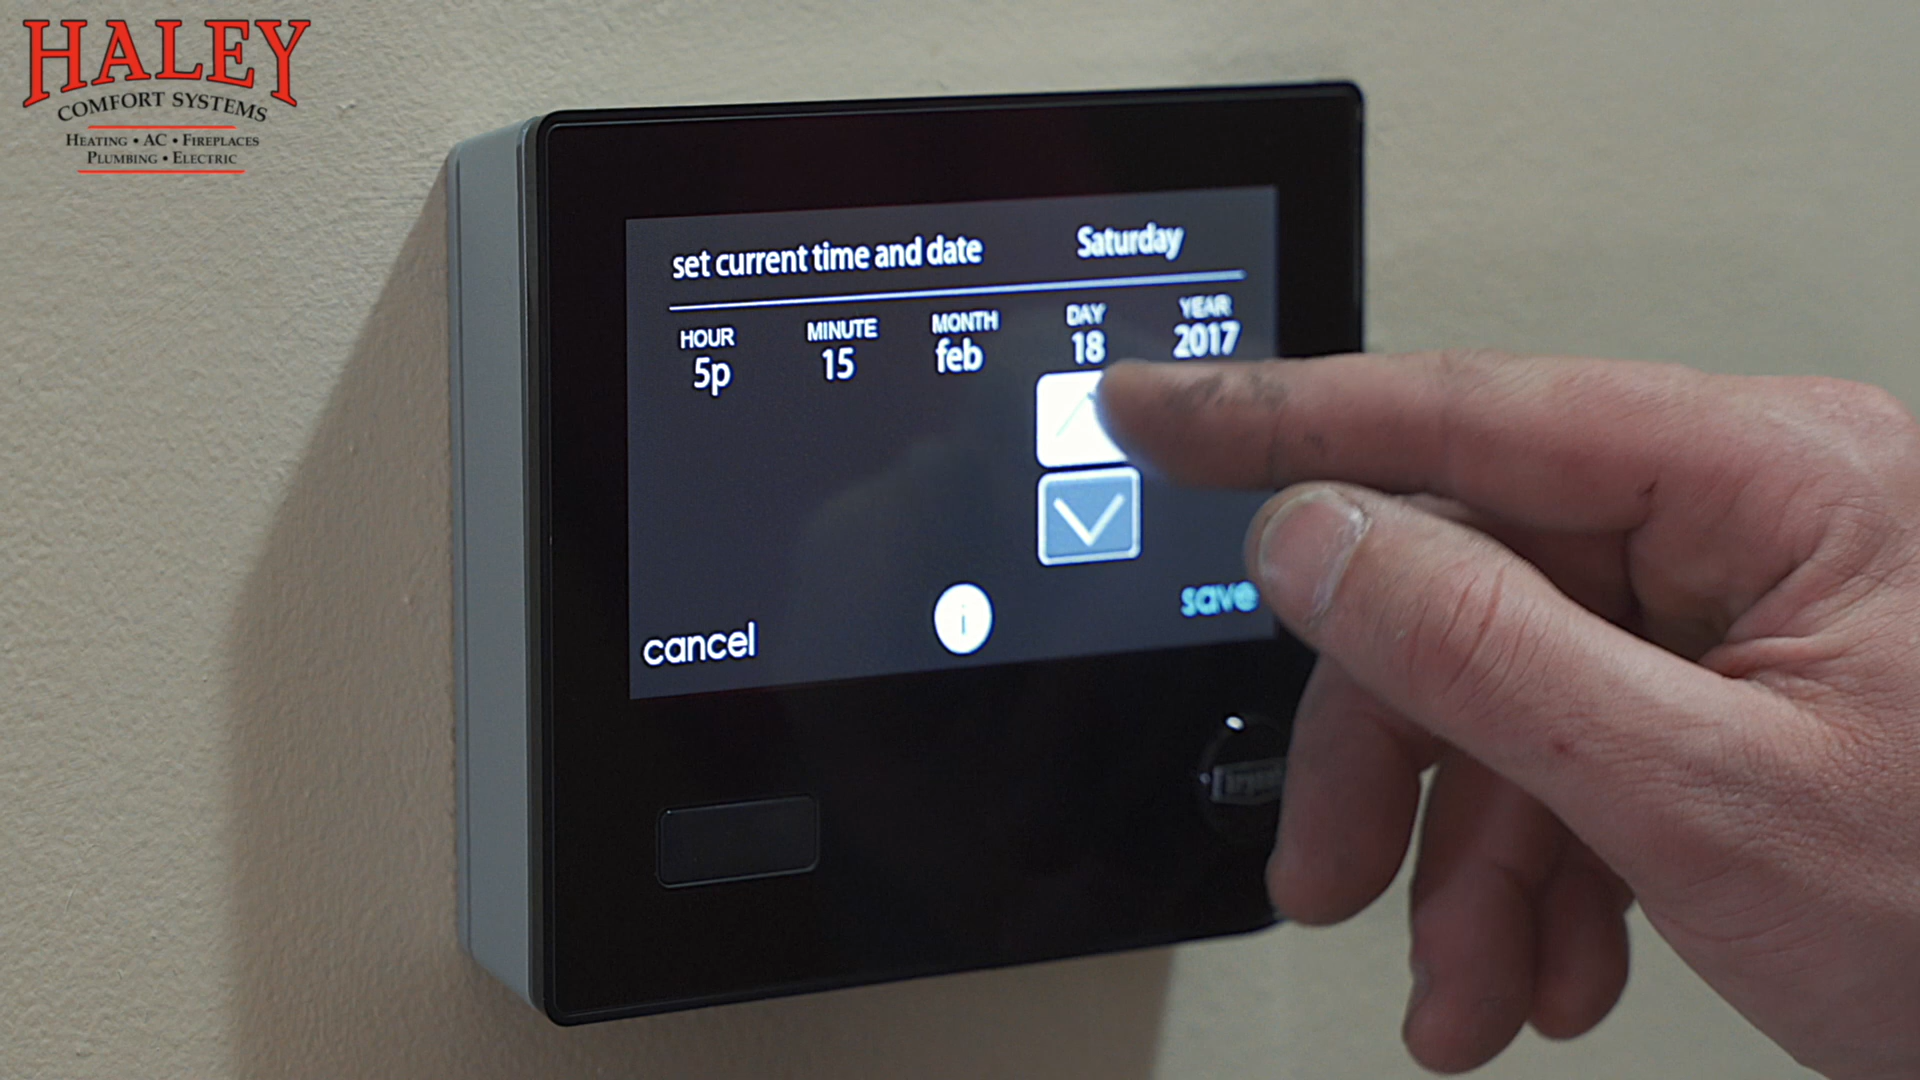 HALEY
COMFORT SYSTEMS
HEATING • AC • FIREPLACES
PLUMBING • ELECTRIC
set current time and date Saturday
HOUR MINUTE MONTH DAY YEAR
5p 15 feb 18 2017
i
cancel save